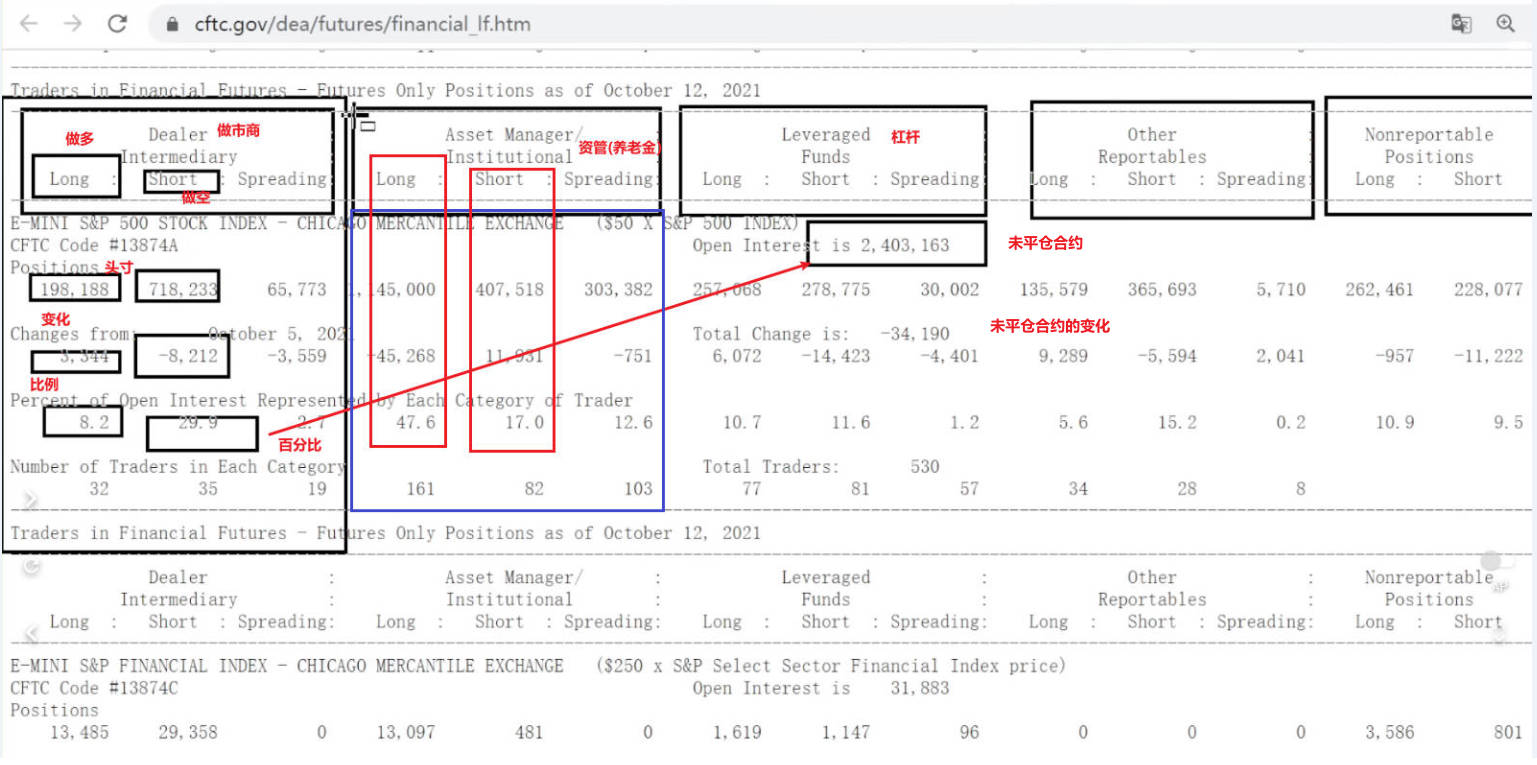 cftc.gov/dea/futures/financial_lf.htm
Traders in Financial Futures - Futures Only Positions as of October 12, 2021
做多 Dealer 做市商 Asset Manager/ 资管(养老金) Leveraged 杠杆 Other Nonreportable
Intermediary Institutional Funds Reportables Positions
Long : Short : Spreading: Long : Short : Spreading: Long : Short : Spreading Long : Short : Spreading: Long : Short
做空
E-MINI S&P 500 STOCK INDEX - CHICAGO MERCANTILE EXCHANGE ($50 X S&P 500 INDEX)
CFTC Code #13874A Open Interest is 2,403,163 未平仓合约
Positions 头寸
198,188 718,233 65,773 1,145,000 407,518 303,382 257,068 278,775 30,002 135,579 365,693 5,710 262,461 228,077
变化
Changes from: October 5, 2021 Total Change is: -34,190 未平仓合约的变化
3,344 -8,212 -3,559 -45,268 11,931 -751 6,072 -14,423 -4,401 9,289 -5,594 2,041 -957 -11,222
比例
Percent of Open Interest Represented by Each Category of Trader
8.2 29.9 2.7 47.6 17.0 12.6 10.7 11.6 1.2 5.6 15.2 0.2 10.9 9.5
百分比
Number of Traders in Each Category Total Traders: 530
32 35 19 161 82 103 77 81 57 34 28 8
Traders in Financial Futures - Futures Only Positions as of October 12, 2021
Dealer : Asset Manager/ : Leveraged : Other : Nonreportable
Intermediary : Institutional : Funds : Reportables : Positions
Long : Short : Spreading: Long : Short : Spreading: Long : Short : Spreading: Long : Short : Spreading: Long : Short
E-MINI S&P FINANCIAL INDEX - CHICAGO MERCANTILE EXCHANGE ($250 x S&P Select Sector Financial Index price)
CFTC Code #13874C Open Interest is 31,883
Positions
13,485 29,358 0 13,097 481 0 1,619 1,147 96 0 0 0 3,586 801